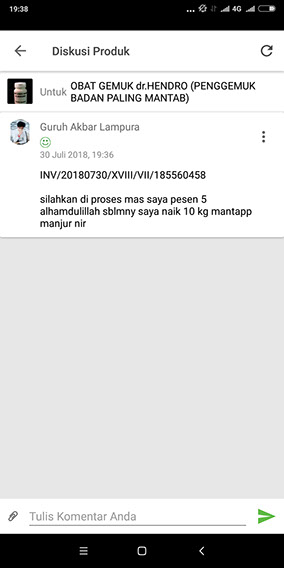 19:38
4G
Diskusi Produk
Untuk OBAT GEMUK dr.HENDRO (PENGGEMUK
BADAN PALING MANTAB)
Guruh Akbar Lampura
30 Juli 2018, 19:36
INV/20180730/XVIII/VII/185560458
silahkan di proses mas saya pesen 5
alhamdulillah sblmny saya naik 10 kg mantapp
manjur nir
Tulis Komentar Anda